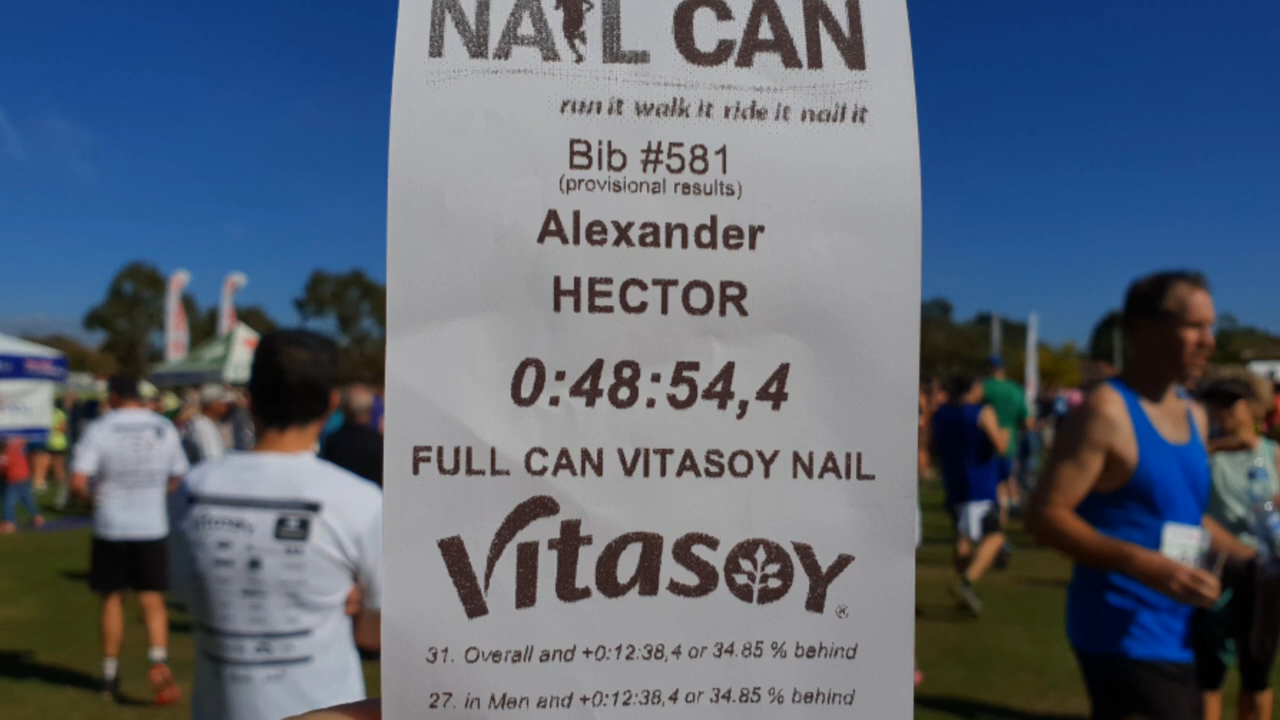 NAIL CAN
run it walk it ride it nail it
Bib #581
(provisional results)
Alexander
HECTOR
0:48:54,4
FULL CAN VITASOY NAIL
Vitasoy®
31. Overall and +0:12:38,4 or 34.85 % behind
27. in Men and +0:12:38,4 or 34.85 % behind